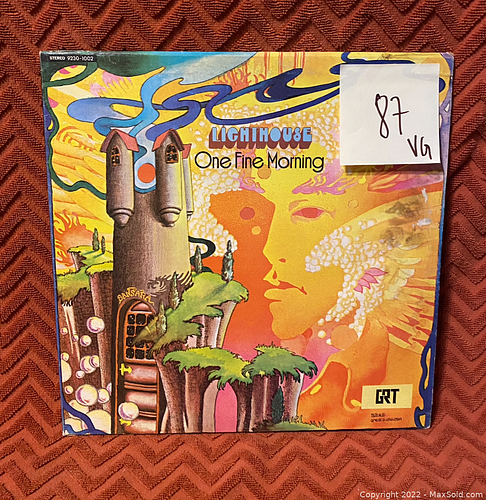 STEREO 9230-1002
LIGHTHOUSE
One Fine Morning
87
VG
GRT
Copyright 2022 - MaxSold.com